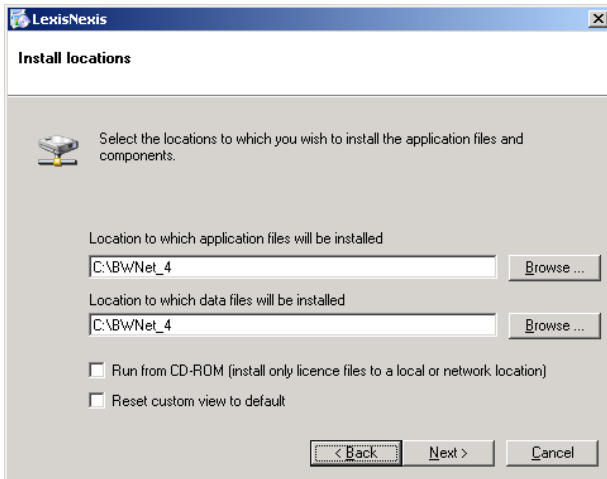 LexisNexis
Install locations
Select the locations to which you wish to install the application files and
components.
Location to which application files will be installed
C:\BWNet_4
Browse ...
Location to which data files will be installed
C:\BWNet_4
Browse ...
Run from CD-ROM (install only licence files to a local or network location)
Reset custom view to default
< Back
Next >
Cancel